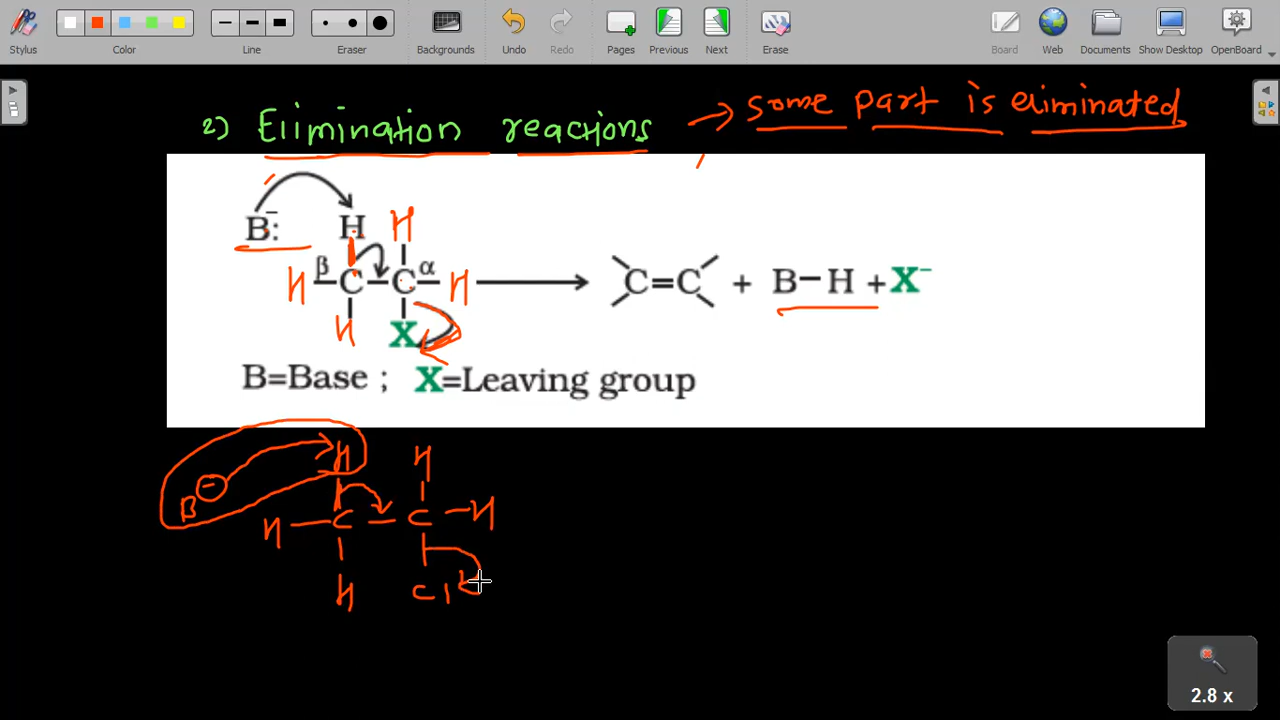 Stylus Color Line Eraser Backgrounds Undo Redo Pages Previous Next Erase Board Web Documents Show Desktop OpenBoard
2) Elimination reactions → some part is eliminated
B:⁻ H H
H β C C α H C=C + B−H + X⁻
H X
B=Base ; X=Leaving group
B⊖ H H
H − C − C − H
H Cl
2.8 x